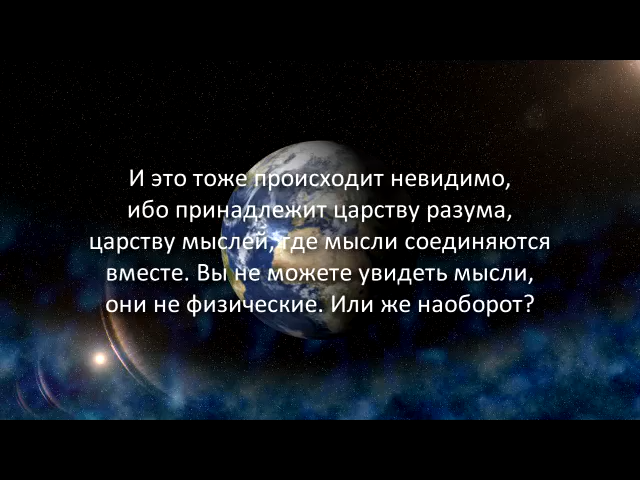 И это тоже происходит невидимо,
ибо принадлежит царству разума,
царству мыслей, где мысли соединяются
вместе. Вы не можете увидеть мысли,
они не физические. Или же наоборот?